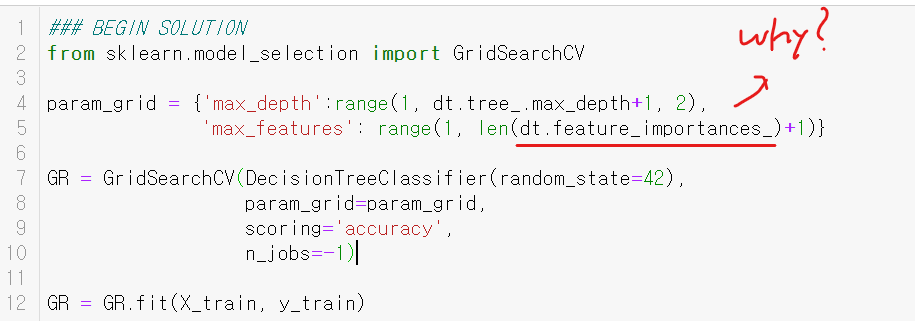 why?
1 ### BEGIN SOLUTION
2 from sklearn.model_selection import GridSearchCV
3
4 param_grid = {'max_depth':range(1, dt.tree_.max_depth+1, 2),
5 'max_features': range(1, len(dt.feature_importances_)+1)}
6
7 GR = GridSearchCV(DecisionTreeClassifier(random_state=42),
8 param_grid=param_grid,
9 scoring='accuracy',
10 n_jobs=-1)
11
12 GR = GR.fit(X_train, y_train)